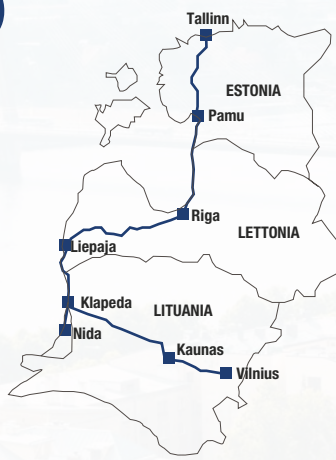 Tallinn
ESTONIA
Pamu
Riga
LETTONIA
Liepaja
Klapeda
LITUANIA
Nida
Kaunas
Vilnius